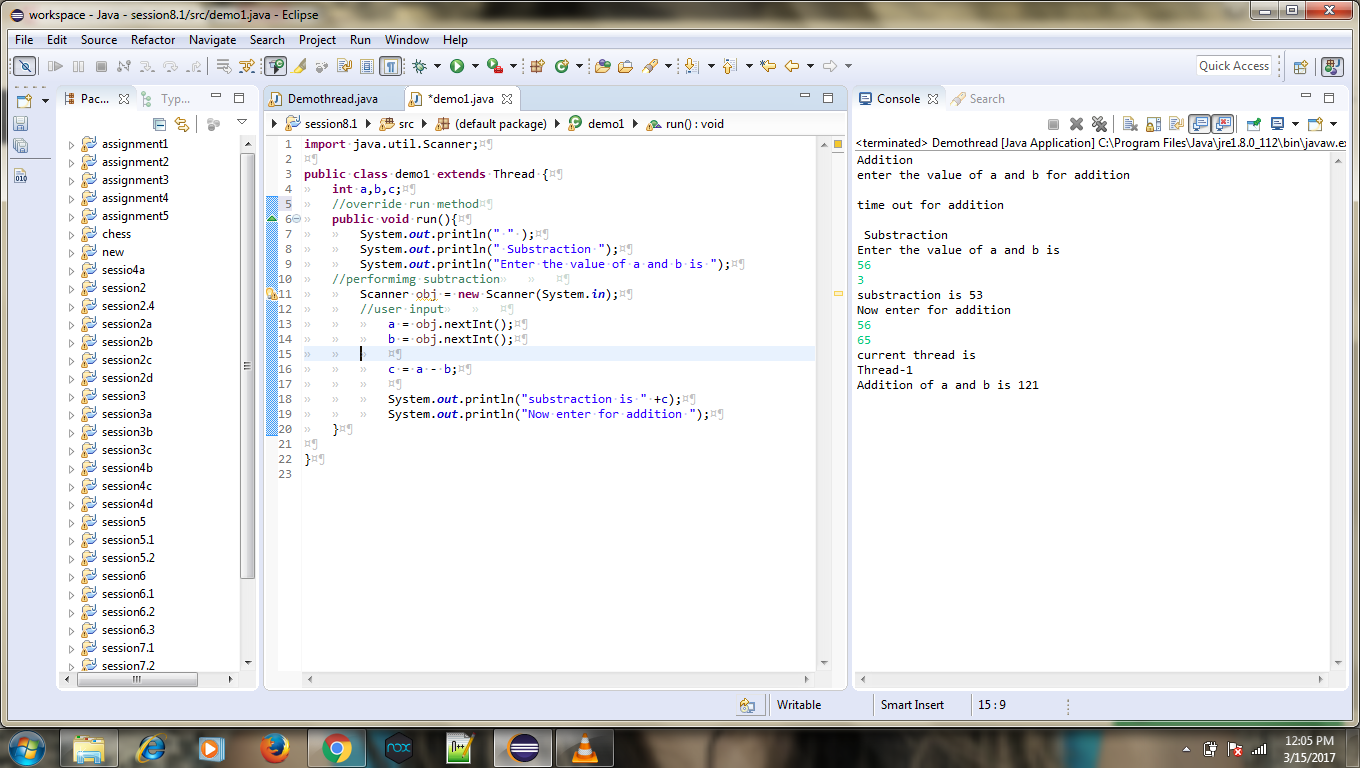 workspace - Java - session8.1/src/demo1.java - Eclipse
File Edit Source Refactor Navigate Search Project Run Window Help
Quick Access
Pac... Typ...
assignment1
assignment2
assignment3
assignment4
assignment5
chess
new
sessio4a
session2
session2.4
session2a
session2b
session2c
session2d
session3
session3a
session3b
session3c
session4b
session4c
session4d
session5
session5.1
session5.2
session6
session6.1
session6.2
session6.3
session7.1
session7.2
Demothread.java *demo1.java
session8.1 src (default package) demo1 run() : void
1 import java.util.Scanner;
2
3 public class demo1 extends Thread {
4 int a,b,c;
5 //override run method
6 public void run(){
7 System.out.println(" " );
8 System.out.println(" Substraction ");
9 System.out.println("Enter the value of a and b is ");
10 //performimg subtraction
11 Scanner obj = new Scanner(System.in);
12 //user input
13 a = obj.nextInt();
14 b = obj.nextInt();
15
16 c = a - b;
17
18 System.out.println("substraction is " +c);
19 System.out.println("Now enter for addition ");
20 }
21
22 }
23
Console Search
<terminated> Demothread [Java Application] C:\Program Files\Java\jre1.8.0_112\bin\javaw.ex
Addition
enter the value of a and b for addition
time out for addition
Substraction
Enter the value of a and b is
56
3
substraction is 53
Now enter for addition
56
65
current thread is
Thread-1
Addition of a and b is 121
Writable Smart Insert 15 : 9
nox
12:05 PM
3/15/2017